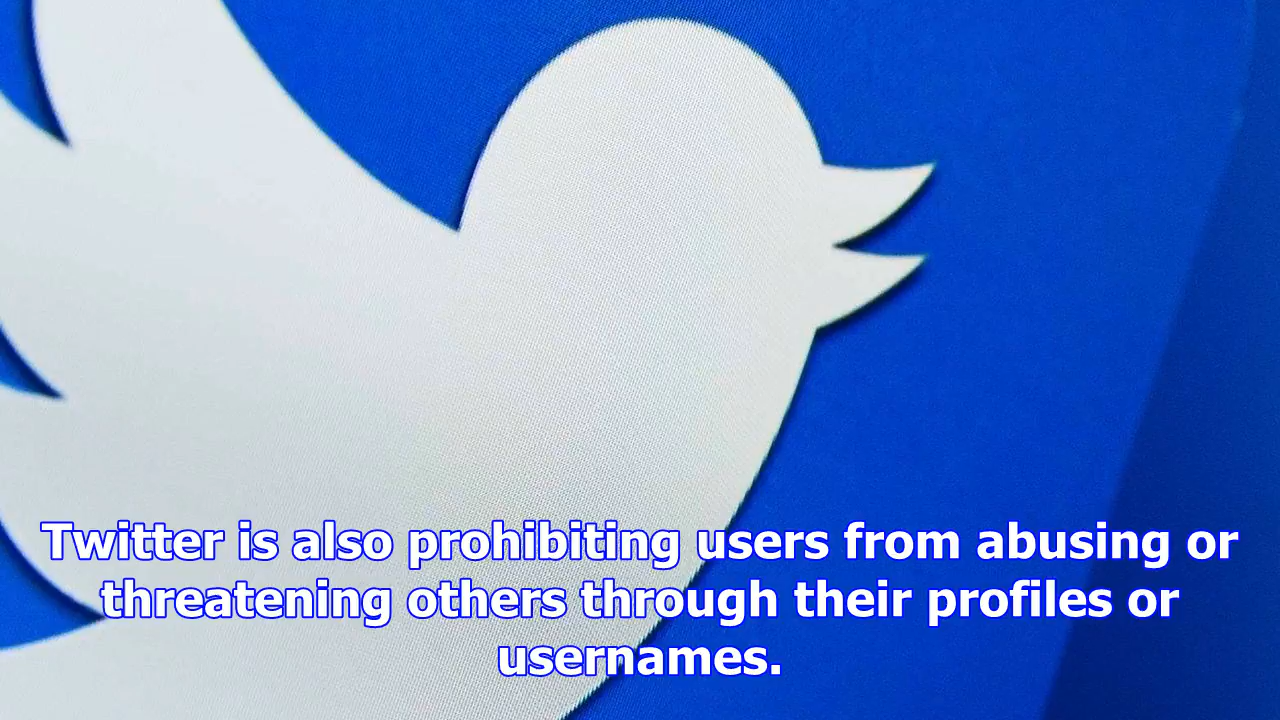 Twitter is also prohibiting users from abusing or
threatening others through their profiles or
usernames.